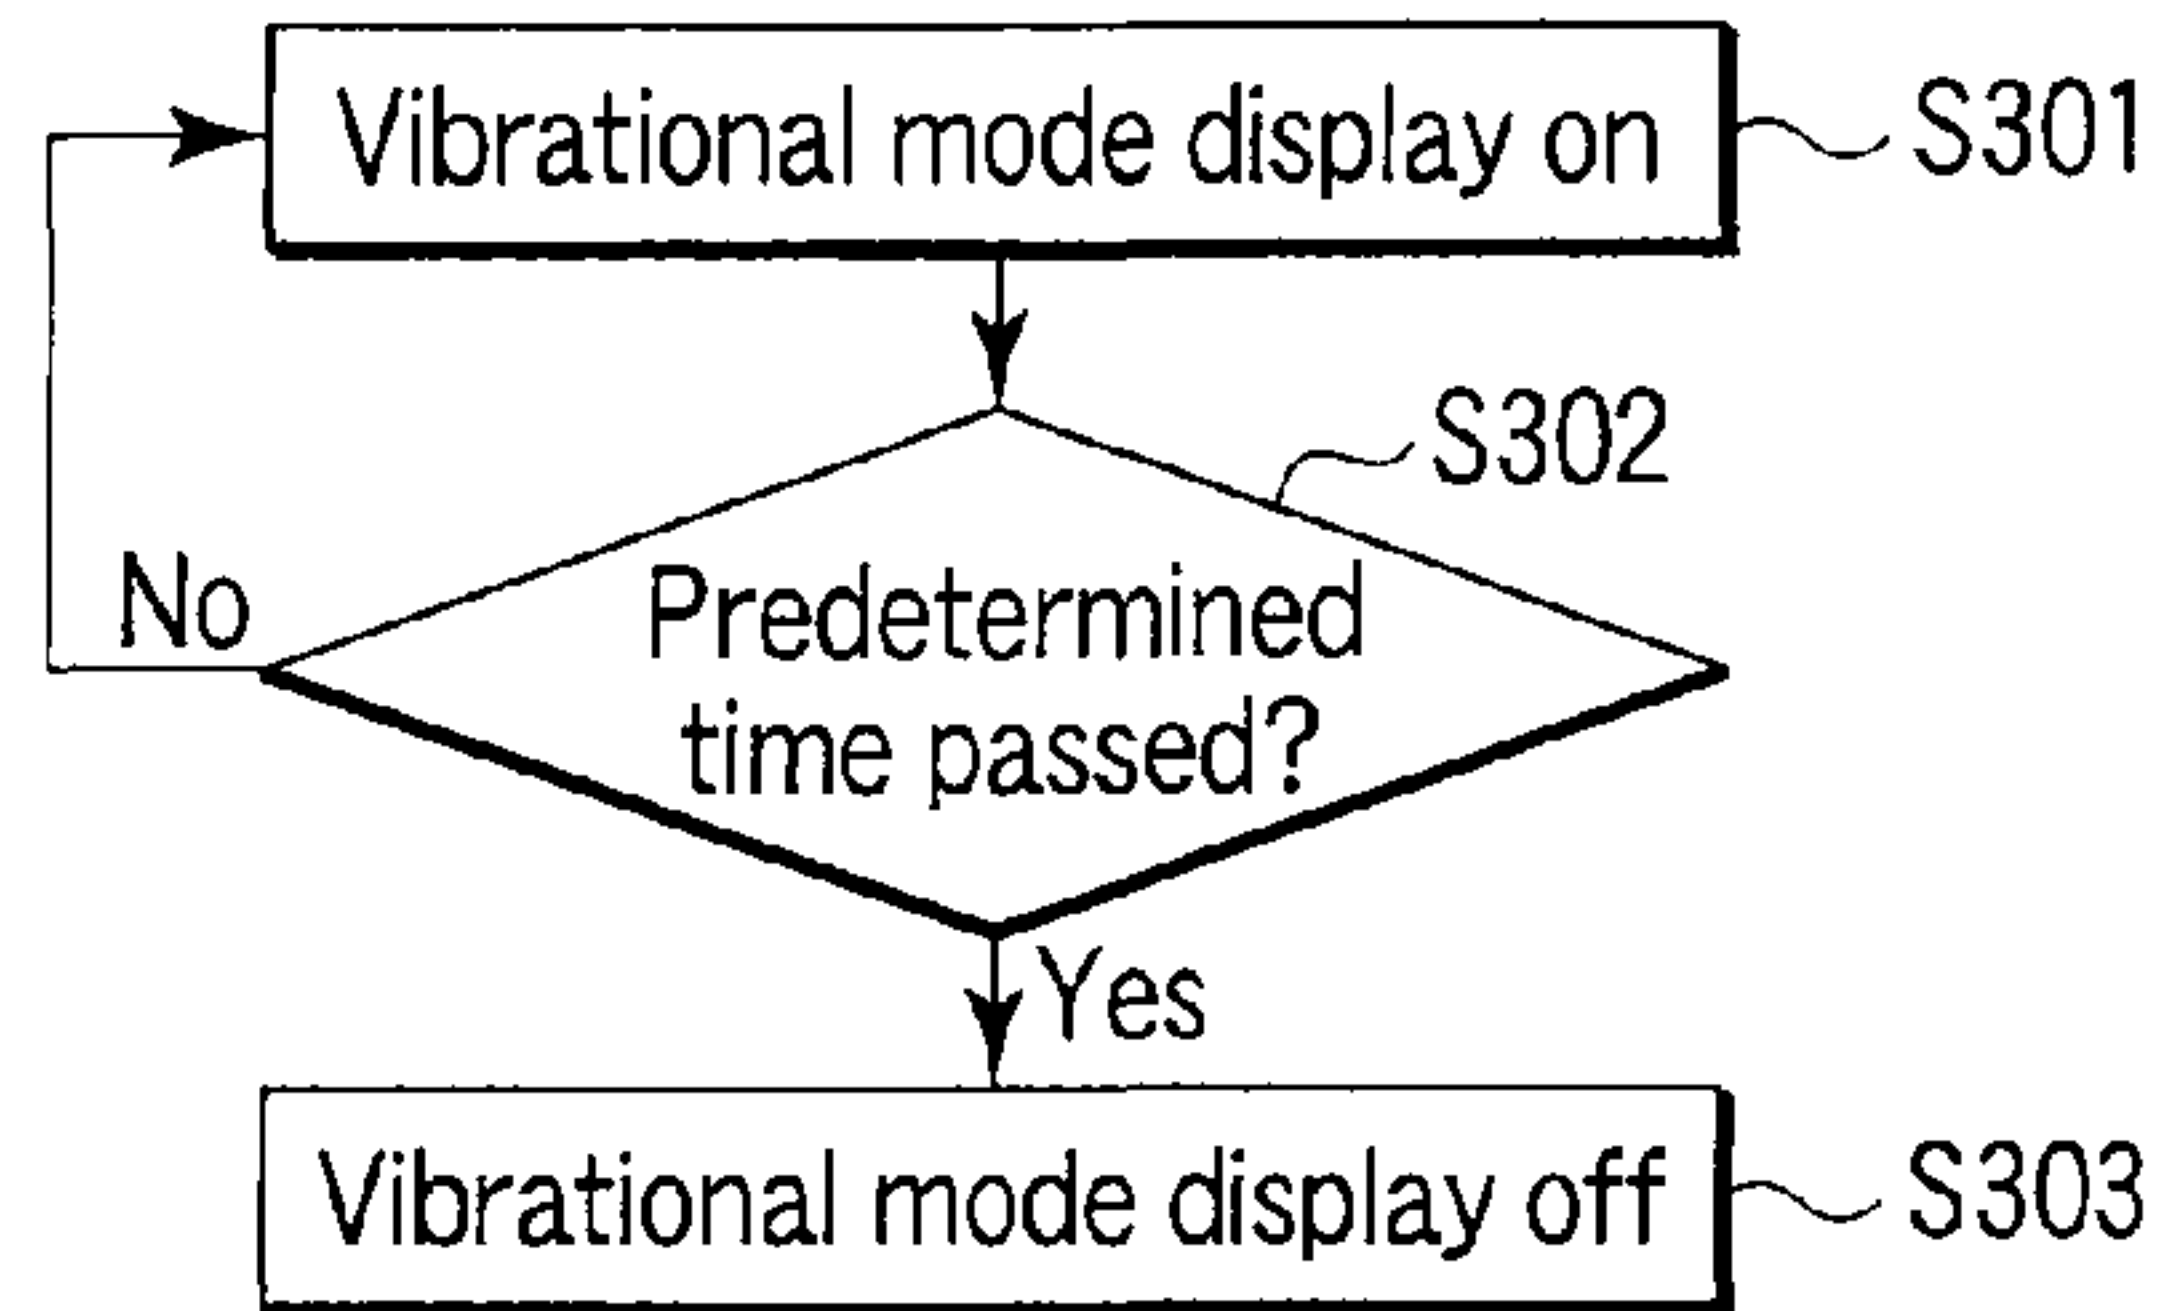 Vibrational mode display on
S301
S302
No
Predetermined
time passed?
Yes
Vibrational mode display off
S303